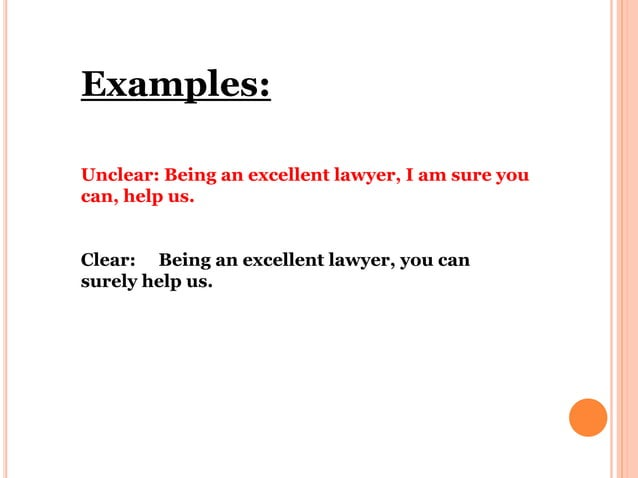 Examples:
Unclear: Being an excellent lawyer, I am sure you
can, help us.
Clear: Being an excellent lawyer, you can
surely help us.